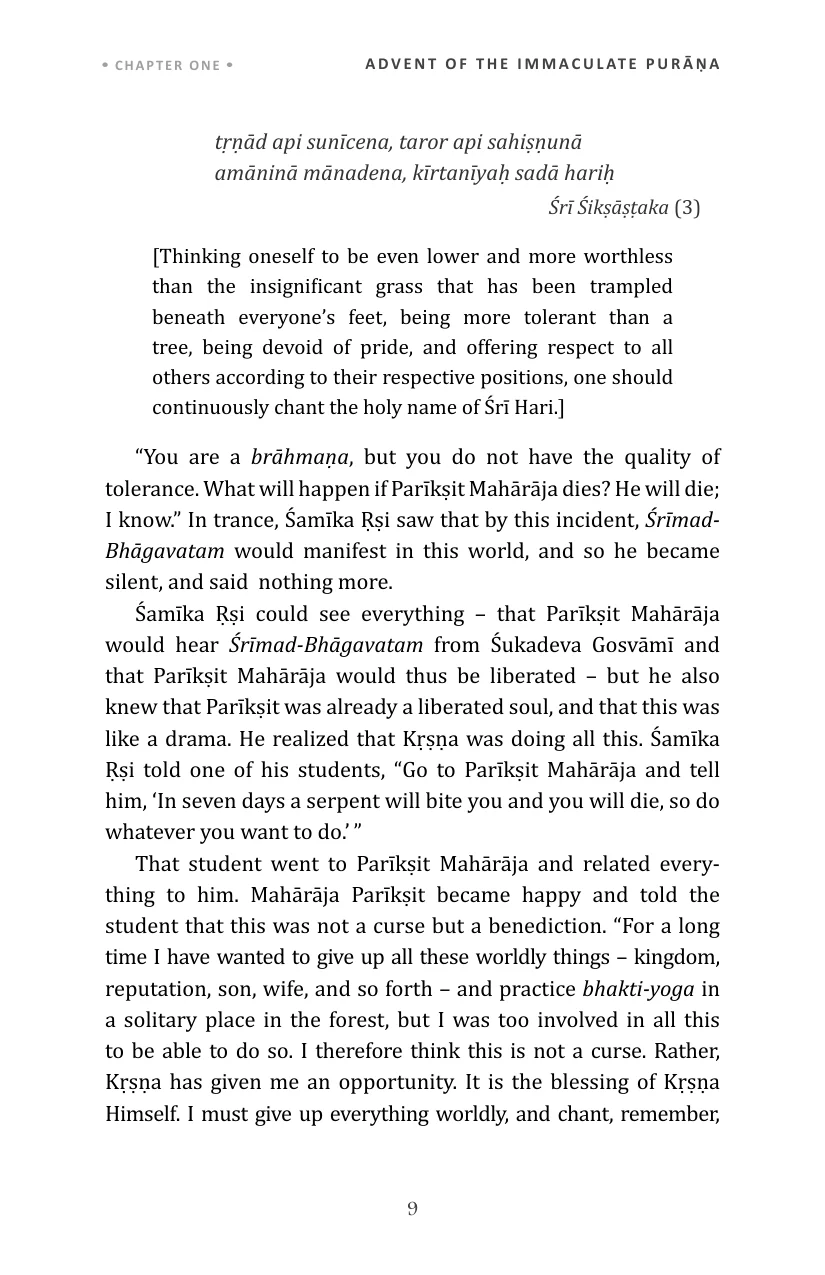 • CHAPTER ONE •
ADVENT OF THE IMMACULATE PURĀṆA
tṛṇād api sunīcena, taror api sahiṣṇunā
amāninā mānadena, kīrtanīyaḥ sadā hariḥ
Śrī Śikṣāṣṭaka (3)
[Thinking oneself to be even lower and more worthless
than the insignificant grass that has been trampled
beneath everyone’s feet, being more tolerant than a
tree, being devoid of pride, and offering respect to all
others according to their respective positions, one should
continuously chant the holy name of Śrī Hari.]
“You are a brāhmaṇa, but you do not have the quality of
tolerance. What will happen if Parīkṣit Mahārāja dies? He will die;
I know.” In trance, Śamīka Ṛṣi saw that by this incident, Śrīmad-
Bhāgavatam would manifest in this world, and so he became
silent, and said nothing more.
Śamīka Ṛṣi could see everything – that Parīkṣit Mahārāja
would hear Śrīmad-Bhāgavatam from Śukadeva Gosvāmī and
that Parīkṣit Mahārāja would thus be liberated – but he also
knew that Parīkṣit was already a liberated soul, and that this was
like a drama. He realized that Kṛṣṇa was doing all this. Śamīka
Ṛṣi told one of his students, “Go to Parīkṣit Mahārāja and tell
him, ‘In seven days a serpent will bite you and you will die, so do
whatever you want to do.’ ”
That student went to Parīkṣit Mahārāja and related every-
thing to him. Mahārāja Parīkṣit became happy and told the
student that this was not a curse but a benediction. “For a long
time I have wanted to give up all these worldly things – kingdom,
reputation, son, wife, and so forth – and practice bhakti-yoga in
a solitary place in the forest, but I was too involved in all this
to be able to do so. I therefore think this is not a curse. Rather,
Kṛṣṇa has given me an opportunity. It is the blessing of Kṛṣṇa
Himself. I must give up everything worldly, and chant, remember,
9